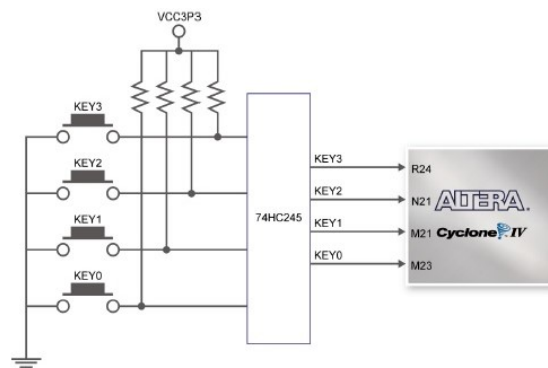 VCC3P3
KEY3
KEY2
KEY1
KEY0
74HC245
KEY3
KEY2
KEY1
KEY0
R24
N21
M21
M23
ALTERA
Cyclone IV